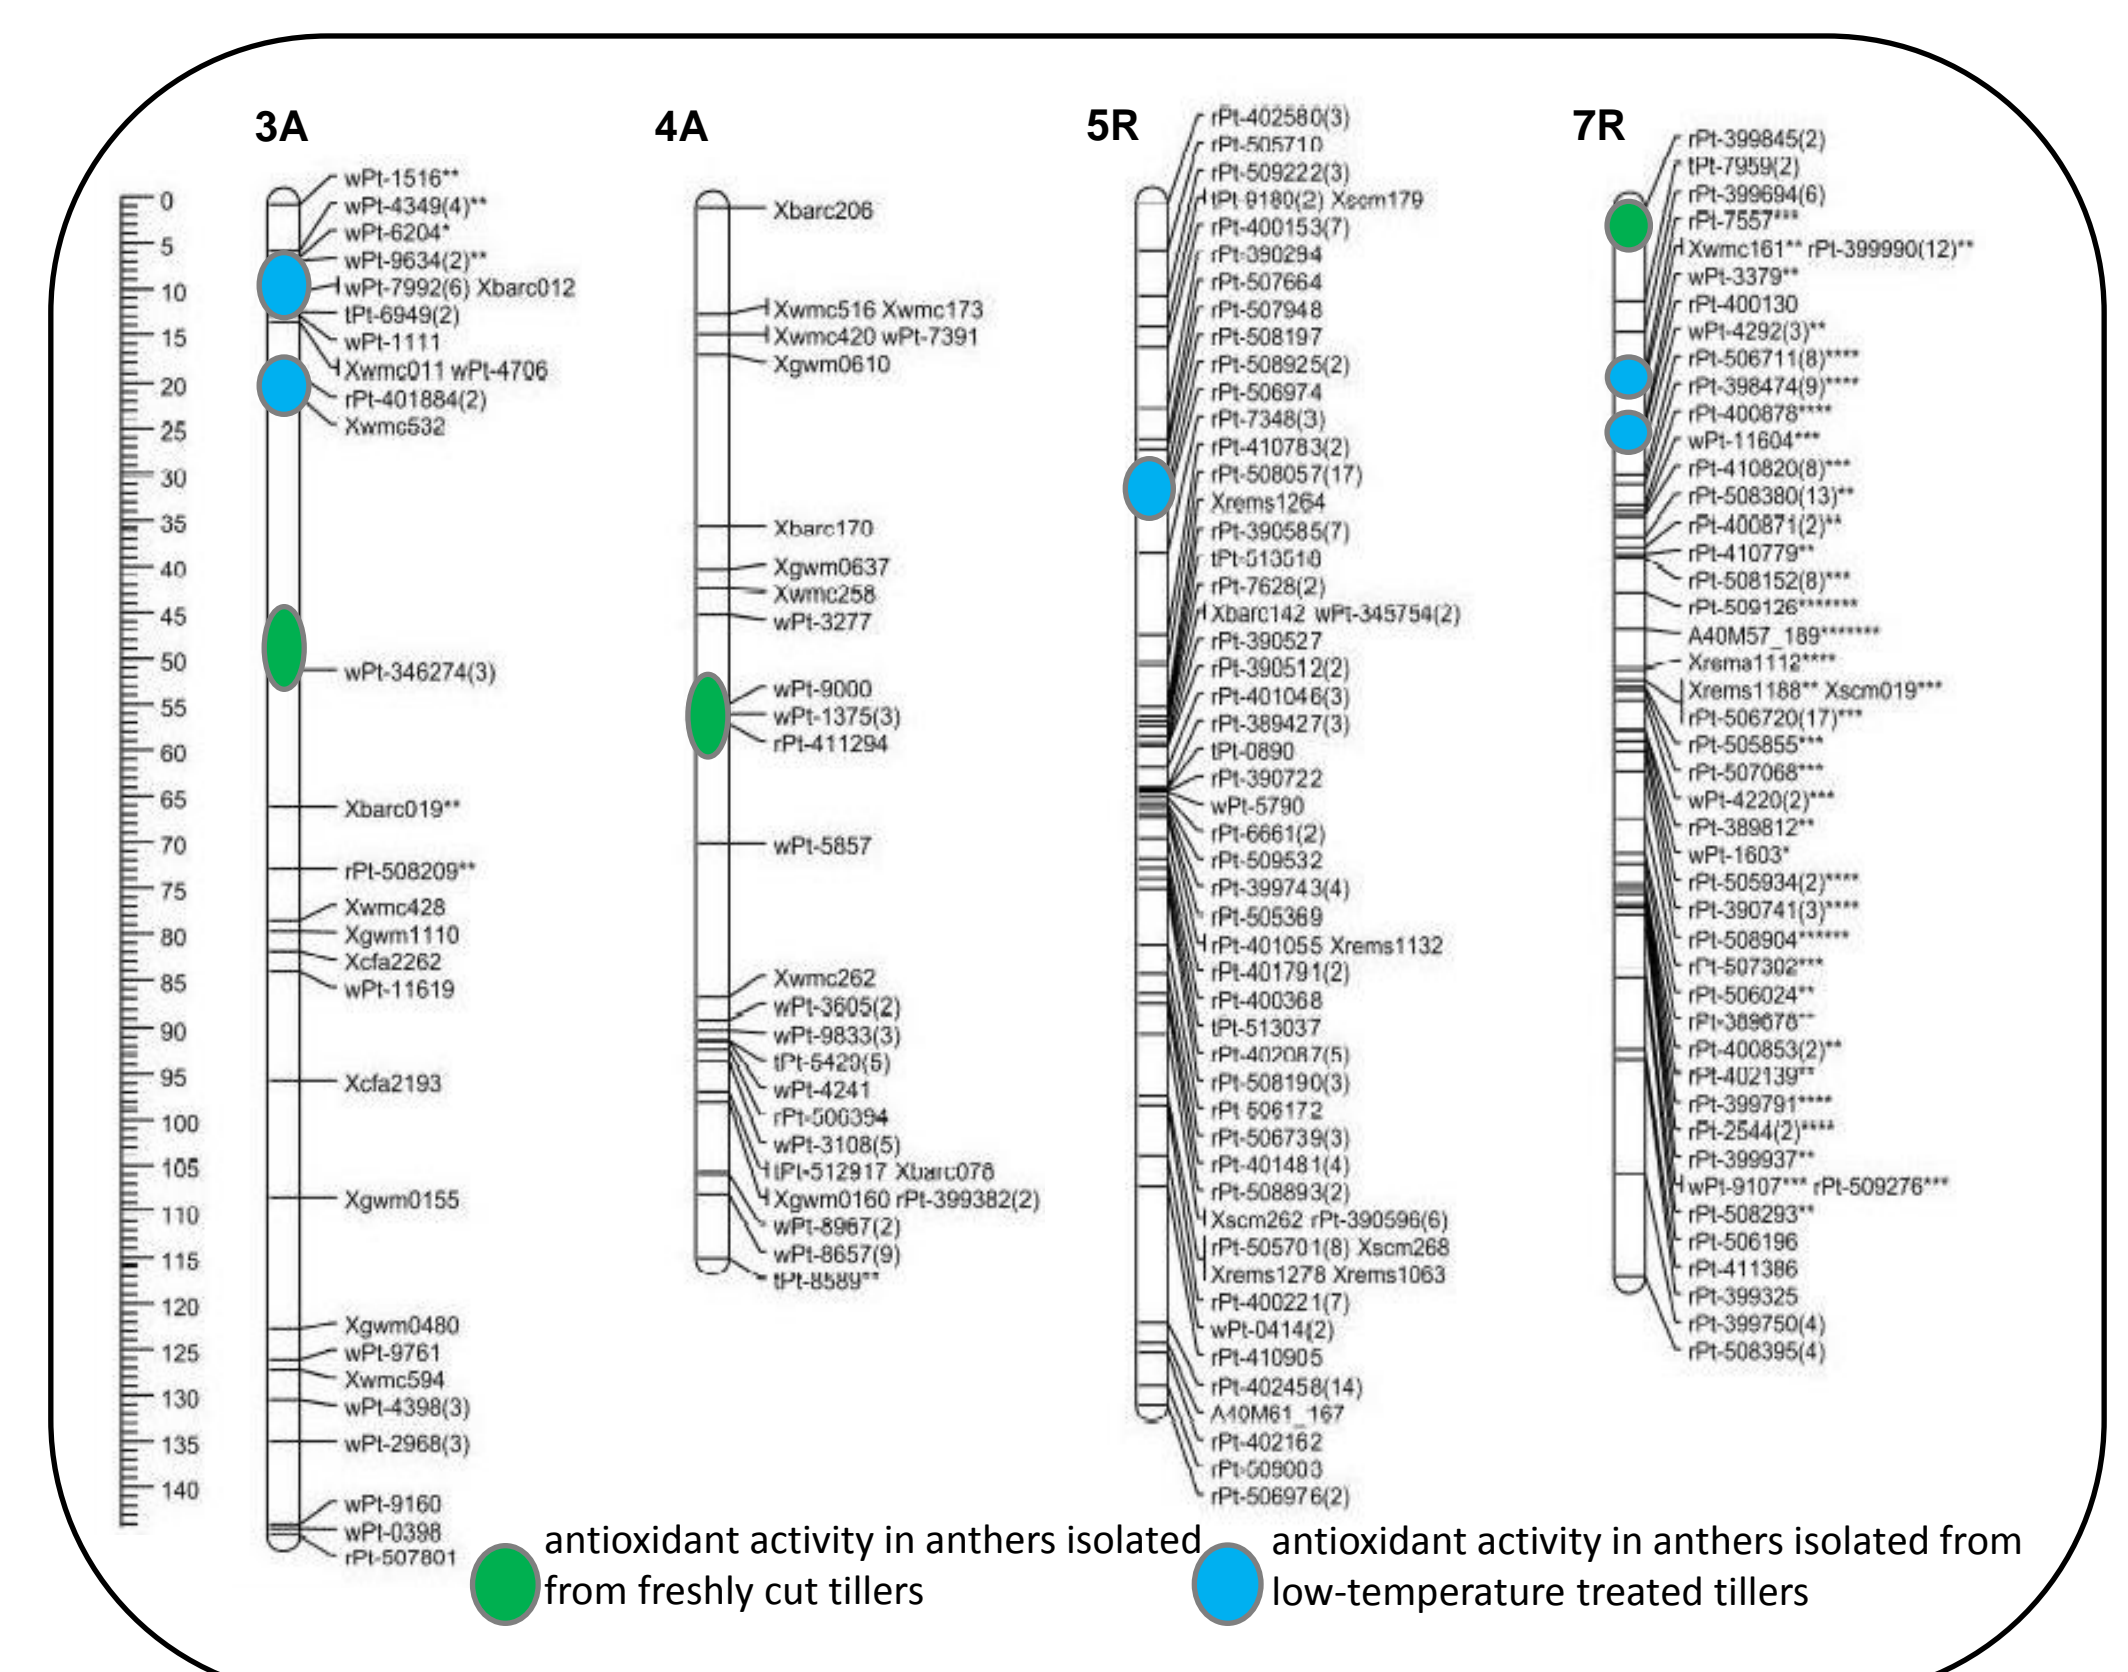 3A
4A
5R
7R
0
5
10
15
20
25
30
35
40
45
50
55
60
65
70
75
80
85
90
95
100
105
110
115
120
125
130
135
140
wPt-1516**
wPt-4349(4)**
wPt-6204*
wPt-9634(2)**
wPt-7992(6) Xbarc012
tPt-6949(2)
wPt-1111
Xwmc011 wPt-4706
rPt-401884(2)
Xwmc532
wPt-346274(3)
Xbarc019**
rPt-508209**
Xwmc428
Xgwm1110
Xcfa2262
wPt-11619
Xcfa2193
Xgwm0155
Xgwm0480
wPt-9761
Xwmc594
wPt-4398(3)
wPt-2968(3)
wPt-9160
wPt-0398
rPt-507801
Xbarc206
Xwmc516 Xwmc173
Xwmc420 wPt-7391
Xgwm0610
Xbarc170
Xgwm0637
Xwmc258
wPt-3277
wPt-9000
wPt-1375(3)
rPt-411294
wPt-5857
Xwmc262
wPt-3605(2)
wPt-9833(3)
tPt-5429(5)
wPt-4241
rPt-506394
wPt-3108(5)
tPt-512917 Xbarc078
Xgwm0160 rPt-399382(2)
wPt-8967(2)
wPt-8657(9)
tPt-8589**
rPt-402580(3)
rPt-505710
rPt-509222(3)
tPt-9180(2) Xscm179
rPt-400153(7)
rPt-390294
rPt-507664
rPt-507948
rPt-508197
rPt-508925(2)
rPt-506974
rPt-7348(3)
rPt-410783(2)
rPt-508057(17)
Xrems1264
rPt-390585(7)
tPt-513518
rPt-7628(2)
Xbarc142 wPt-345754(2)
rPt-390527
rPt-390512(2)
rPt-401046(3)
rPt-389427(3)
tPt-0890
rPt-390722
wPt-5790
rPt-6661(2)
rPt-509532
rPt-399743(4)
rPt-505369
rPt-401055 Xrems1132
rPt-401791(2)
rPt-400368
tPt-513037
rPt-402087(5)
rPt-508190(3)
rPt 506172
rPt-506739(3)
rPt-401481(4)
rPt-508893(2)
Xscm262 rPt-390596(6)
rPt-505701(8) Xscm268
Xrems1278 Xrems1063
rPt-400221(7)
wPt-0414(2)
rPt-410905
rPt-402458(14)
A40M61_167
rPt-402162
rPt-509003
rPt-506976(2)
rPt-399845(2)
tPt-7959(2)
rPt-399694(6)
rPt-7557***
Xwmc161** rPt-399990(12)**
wPt-3379**
rPt-400130
wPt-4292(3)**
rPt-506711(8)****
rPt-398474(9)****
rPt-400878****
wPt-11604***
rPt-410820(8)***
rPt-508380(13)**
rPt-400871(2)**
rPt-410779**
rPt-508152(8)***
rPt-509126*******
A40M57_189*******
Xrema1112****
Xrems1188** Xscm019***
rPt-506720(17)***
rPt-505855***
rPt-507068***
wPt-4220(2)***
rPt-389812**
wPt-1603*
rPt-505934(2)****
rPt-390741(3)****
rPt-508904******
rPt-507302***
rPt-506024**
rPt-389678**
rPt-400853(2)**
rPt-402139**
rPt-399791****
rPt-2544(2)****
rPt-399937**
wPt-9107*** rPt-509276***
rPt-508293**
rPt-506196
rPt-411386
rPt-399325
rPt-399750(4)
rPt-508395(4)
antioxidant activity in anthers isolated
from freshly cut tillers
antioxidant activity in anthers isolated from
low-temperature treated tillers